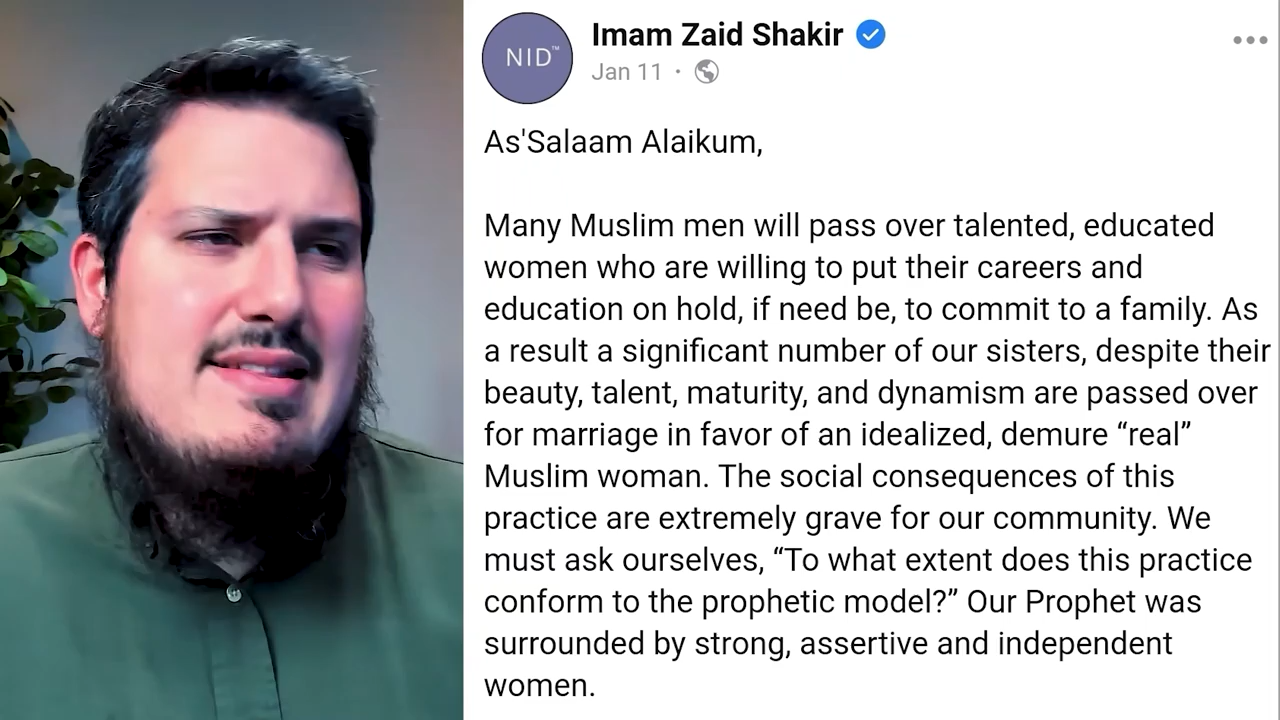 NID™
Imam Zaid Shakir
Jan 11 ·
As'Salaam Alaikum,
Many Muslim men will pass over talented, educated
women who are willing to put their careers and
education on hold, if need be, to commit to a family. As
a result a significant number of our sisters, despite their
beauty, talent, maturity, and dynamism are passed over
for marriage in favor of an idealized, demure “real”
Muslim woman. The social consequences of this
practice are extremely grave for our community. We
must ask ourselves, “To what extent does this practice
conform to the prophetic model?” Our Prophet was
surrounded by strong, assertive and independent
women.